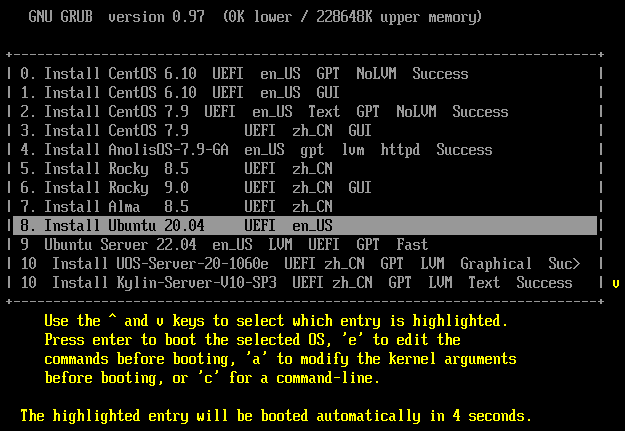 GNU GRUB  version 0.97  (0K lower / 228648K upper memory)
0. Install CentOS 6.10  UEFI  en_US  GPT  NoLVM  Success
1. Install CentOS 6.10  UEFI  en_US  GUI
2. Install CentOS 7.9  UEFI  en_US  Text  GPT  NoLVM  Success
3. Install CentOS 7.9       UEFI  zh_CN  GUI
4. Install AnolisOS-7.9-GA  en_US  gpt  lvm  httpd  Success
5. Install Rocky  8.5       UEFI  zh_CN
6. Install Rocky  9.0       UEFI  zh_CN  GUI
7. Install Alma   8.5       UEFI  zh_CN
8. Install Ubuntu 20.04     UEFI  en_US
9  Ubuntu Server 22.04  en_US  LVM  UEFI  GPT  Fast
10  Install UOS-Server-20-1060e  UEFI zh_CN  GPT  LVM  Graphical  Suc>
10  Install Kylin-Server-V10-SP3  UEFI zh_CN  GPT  LVM  Text  Success  v
Use the ^ and v keys to select which entry is highlighted.
Press enter to boot the selected OS, 'e' to edit the
commands before booting, 'a' to modify the kernel arguments
before booting, or 'c' for a command-line.
The highlighted entry will be booted automatically in 4 seconds.